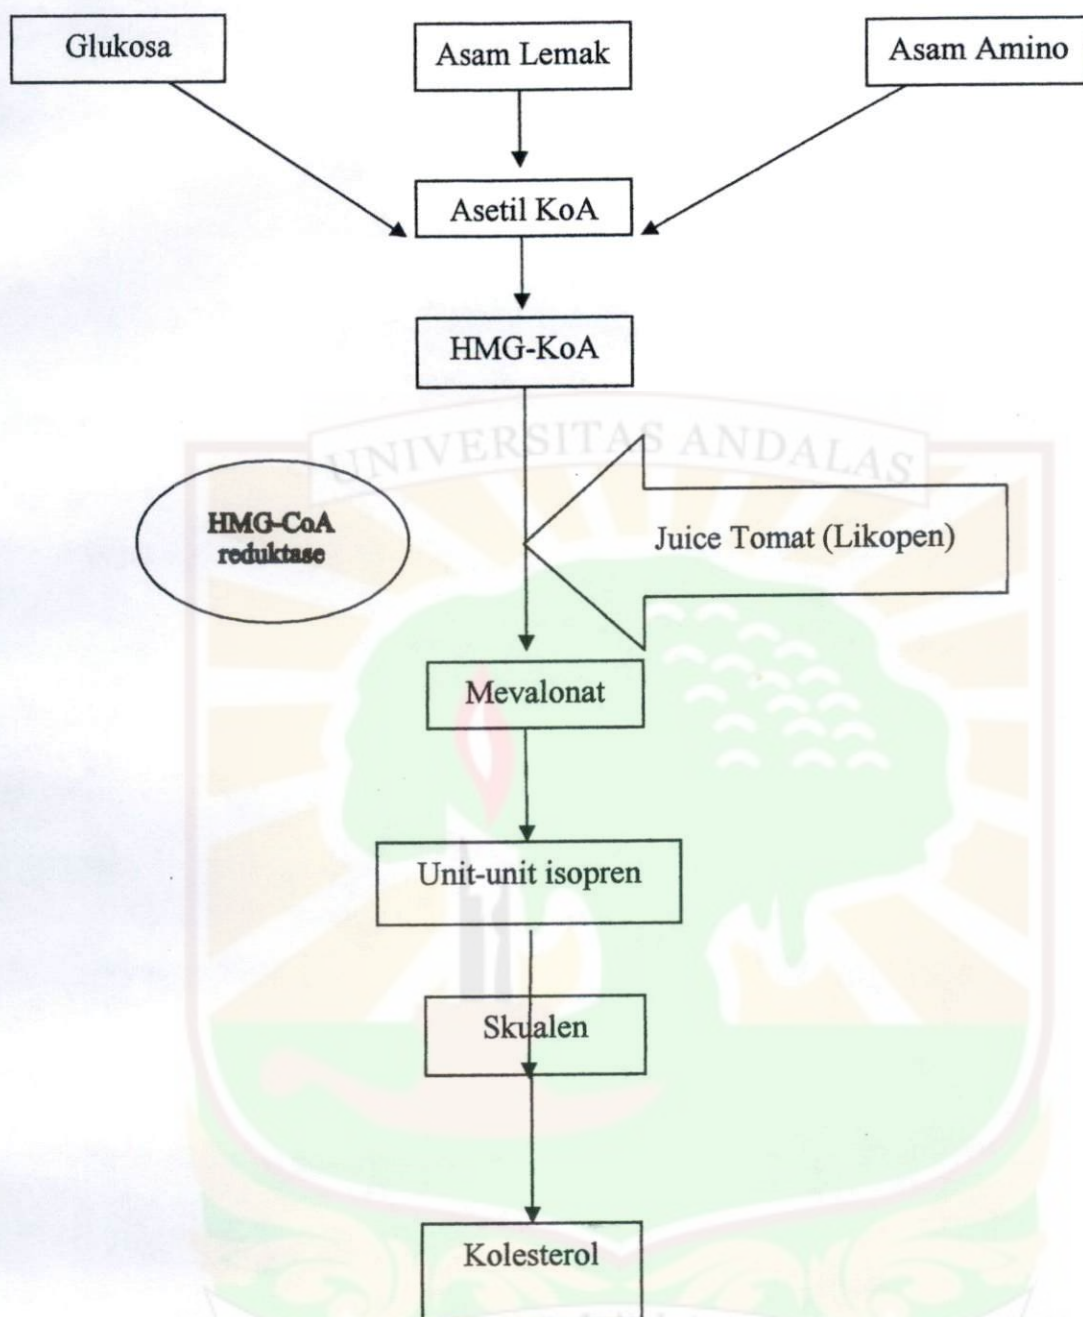 Glukosa
Asam Lemak
Asam Amino
Asetil KoA
HMG-KoA
UNIVERSITAS ANDALAS
HMG-CoA
reduktase
Juice Tomat (Likopen)
Mevalonat
Unit-unit isopren
Skualen
Kolesterol